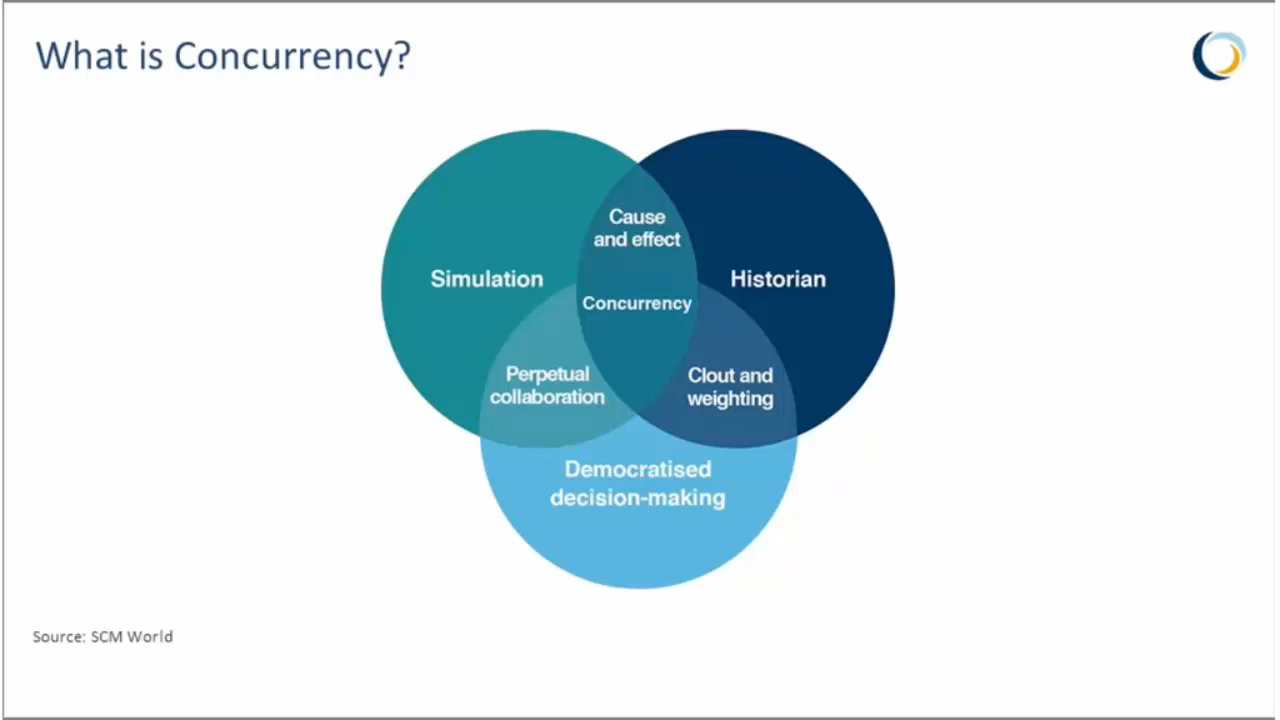 What is Concurrency?
Cause
and effect
Simulation
Historian
Concurrency
Perpetual
collaboration
Clout and
weighting
Democratised
decision-making
Source: SCM World